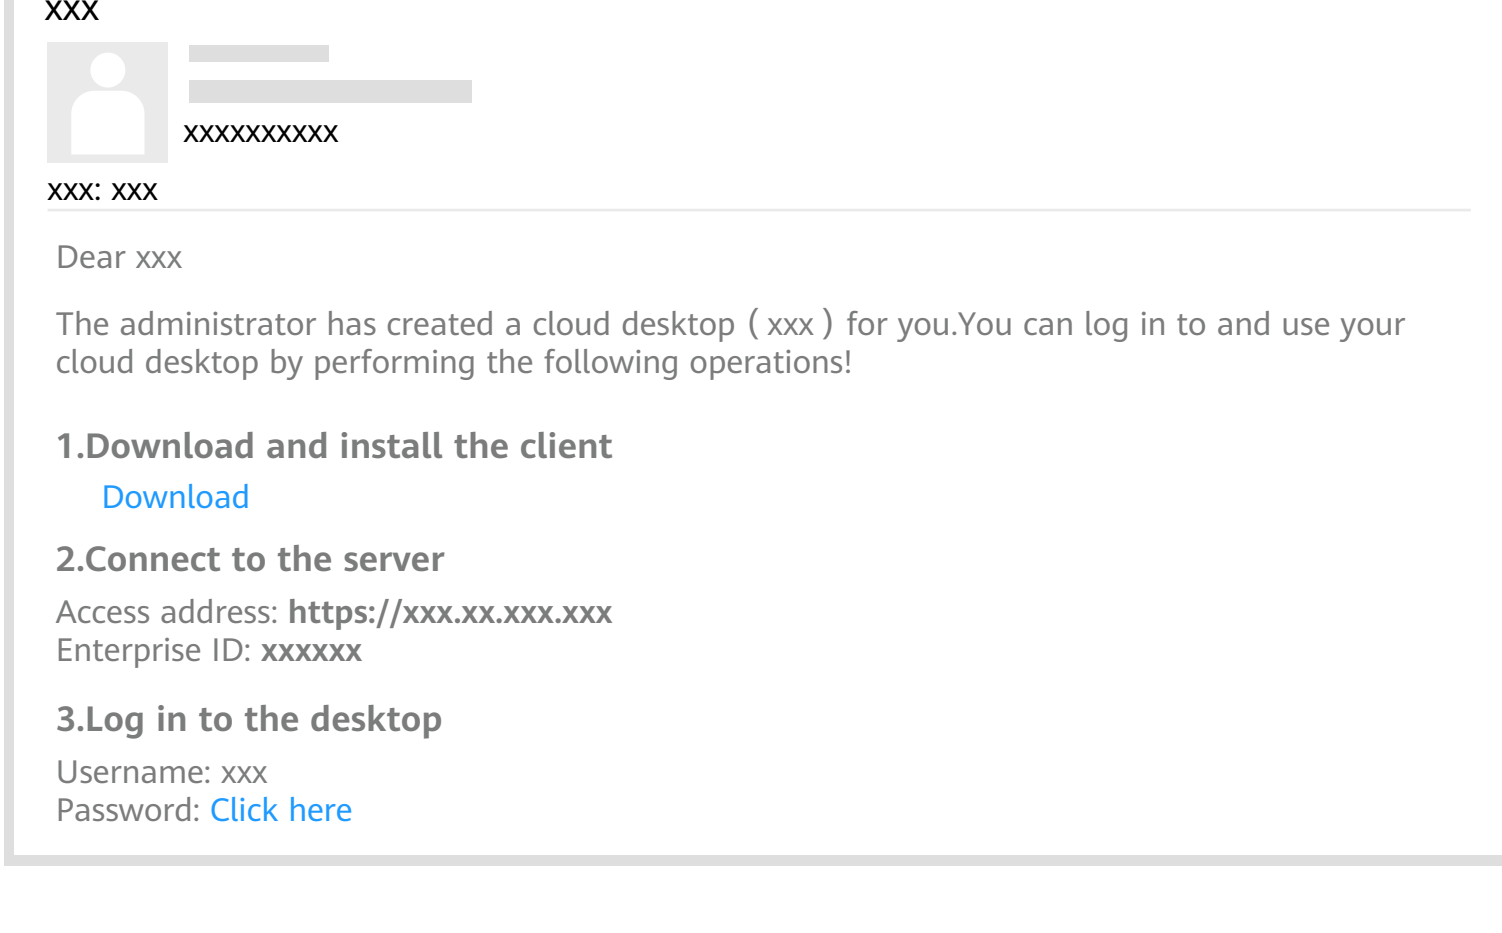 xxx
xxxxxxxxxx
xxx: xxx
Dear xxx
The administrator has created a cloud desktop ( xxx ) for you.You can log in to and use your
cloud desktop by performing the following operations!
1.Download and install the client
Download
2.Connect to the server
Access address: https://xxx.xx.xxx.xxx
Enterprise ID: xxxxxx
3.Log in to the desktop
Username: xxx
Password: Click here